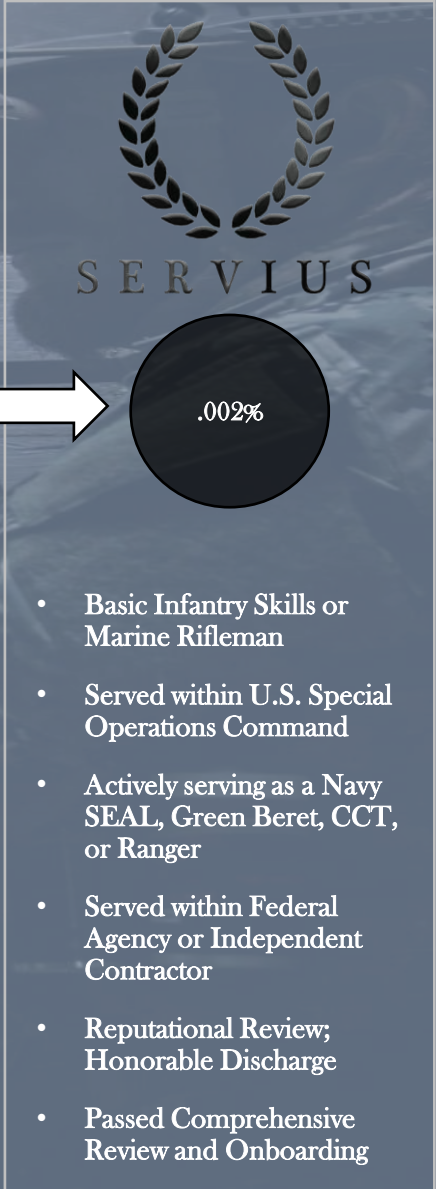 SERVIUS
.002%
• Basic Infantry Skills or
Marine Rifleman
• Served within U.S. Special
Operations Command
• Actively serving as a Navy
SEAL, Green Beret, CCT,
or Ranger
• Served within Federal
Agency or Independent
Contractor
• Reputational Review;
Honorable Discharge
• Passed Comprehensive
Review and Onboarding